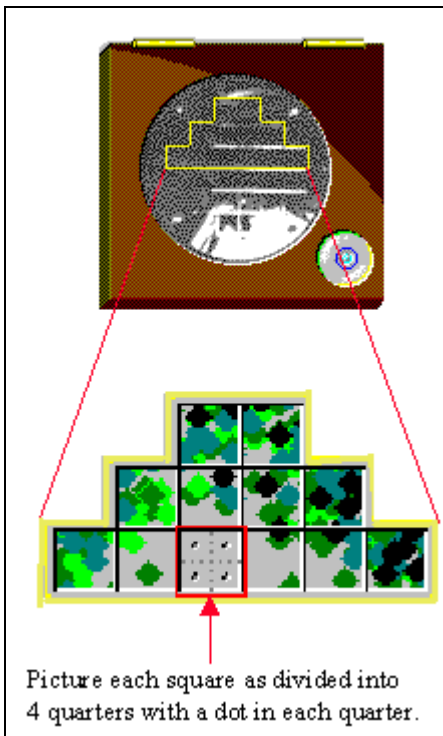 Picture each square as divided into
4 quarters with a dot in each quarter.